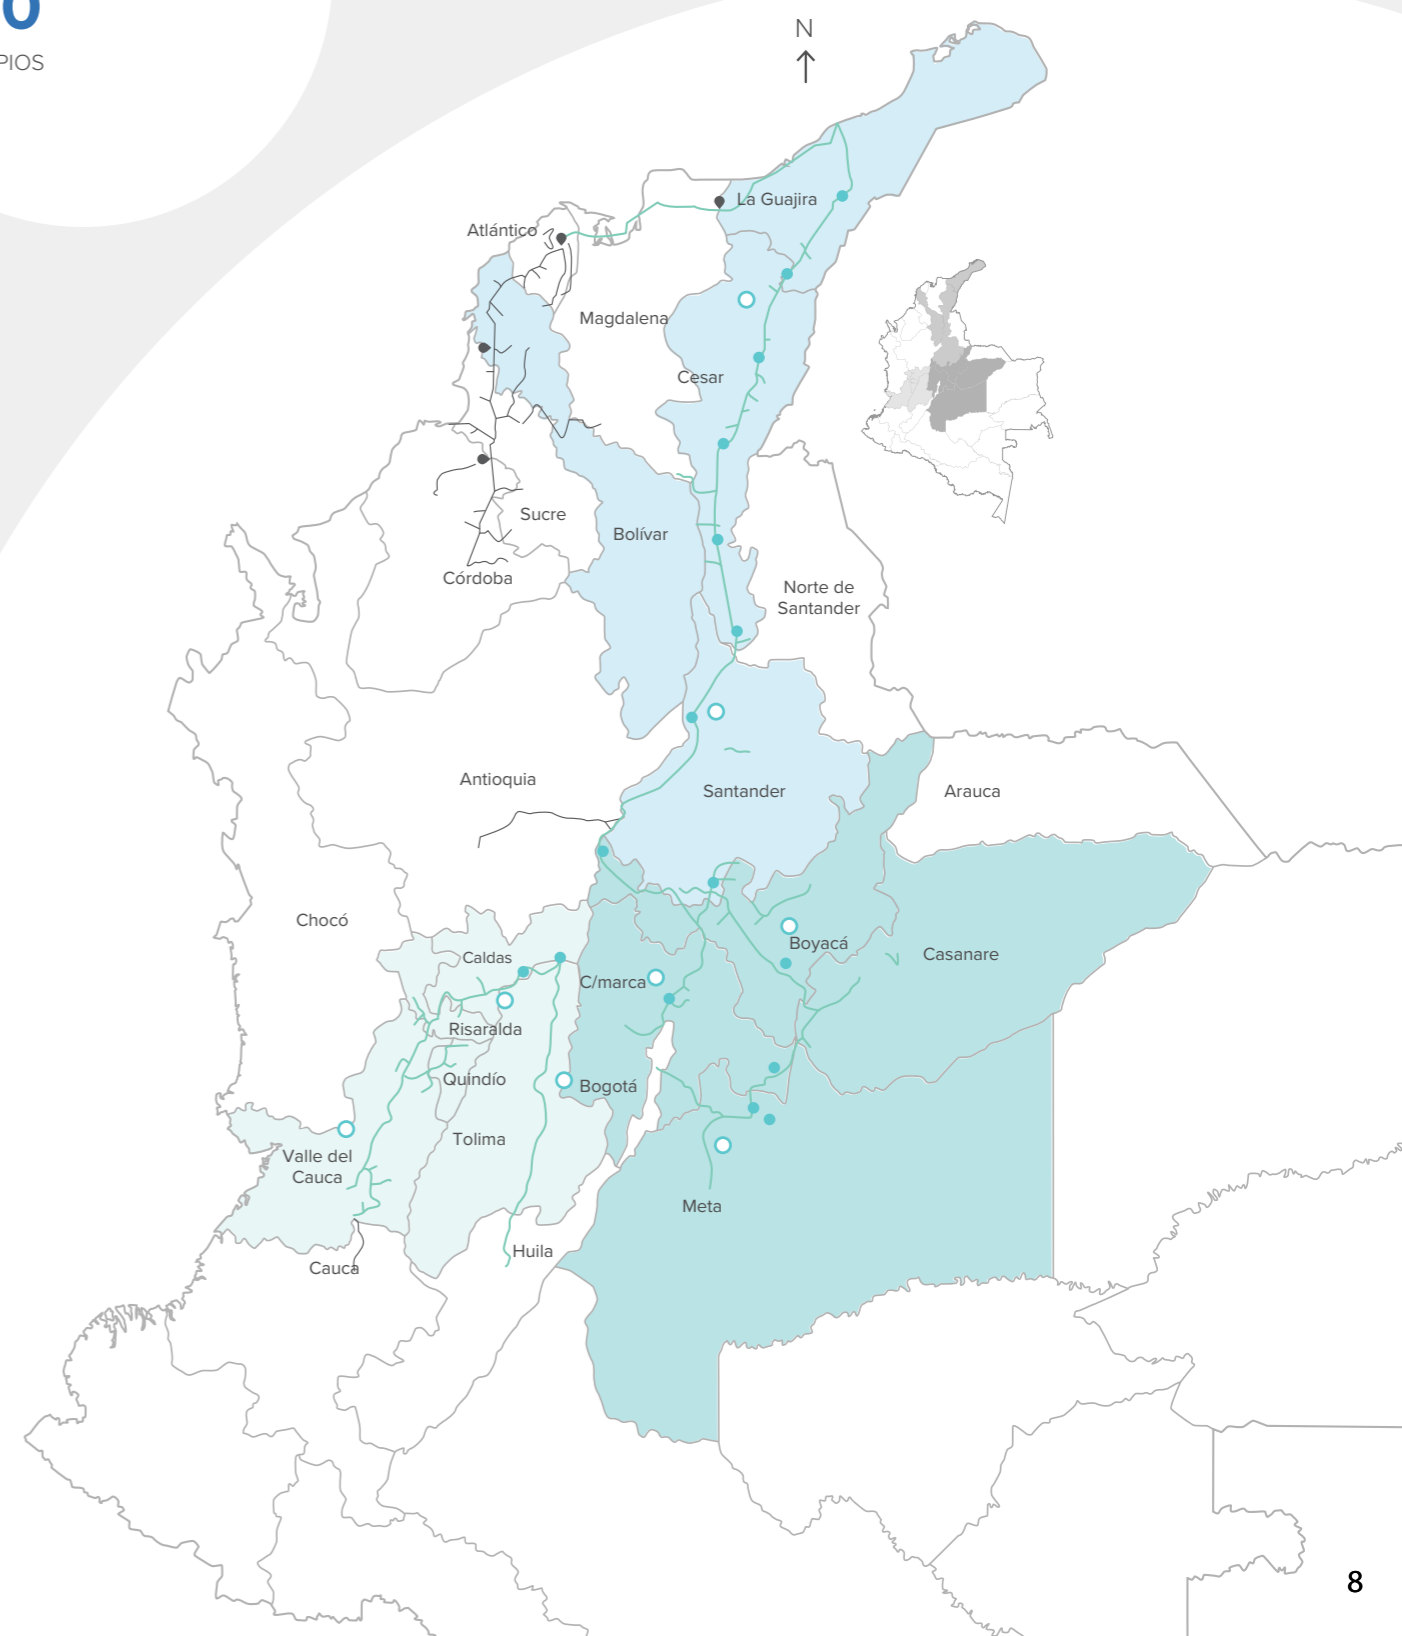 0
PIOS
N
La Guajira
Atlántico
Magdalena
Cesar
Sucre
Bolívar
Córdoba
Norte de
Santander
Antioquia
Santander
Arauca
Chocó
Boyacá
Caldas
Casanare
C/marca
Risaralda
Quindío
Bogotá
Tolima
Valle del
Cauca
Meta
Huila
Cauca
8